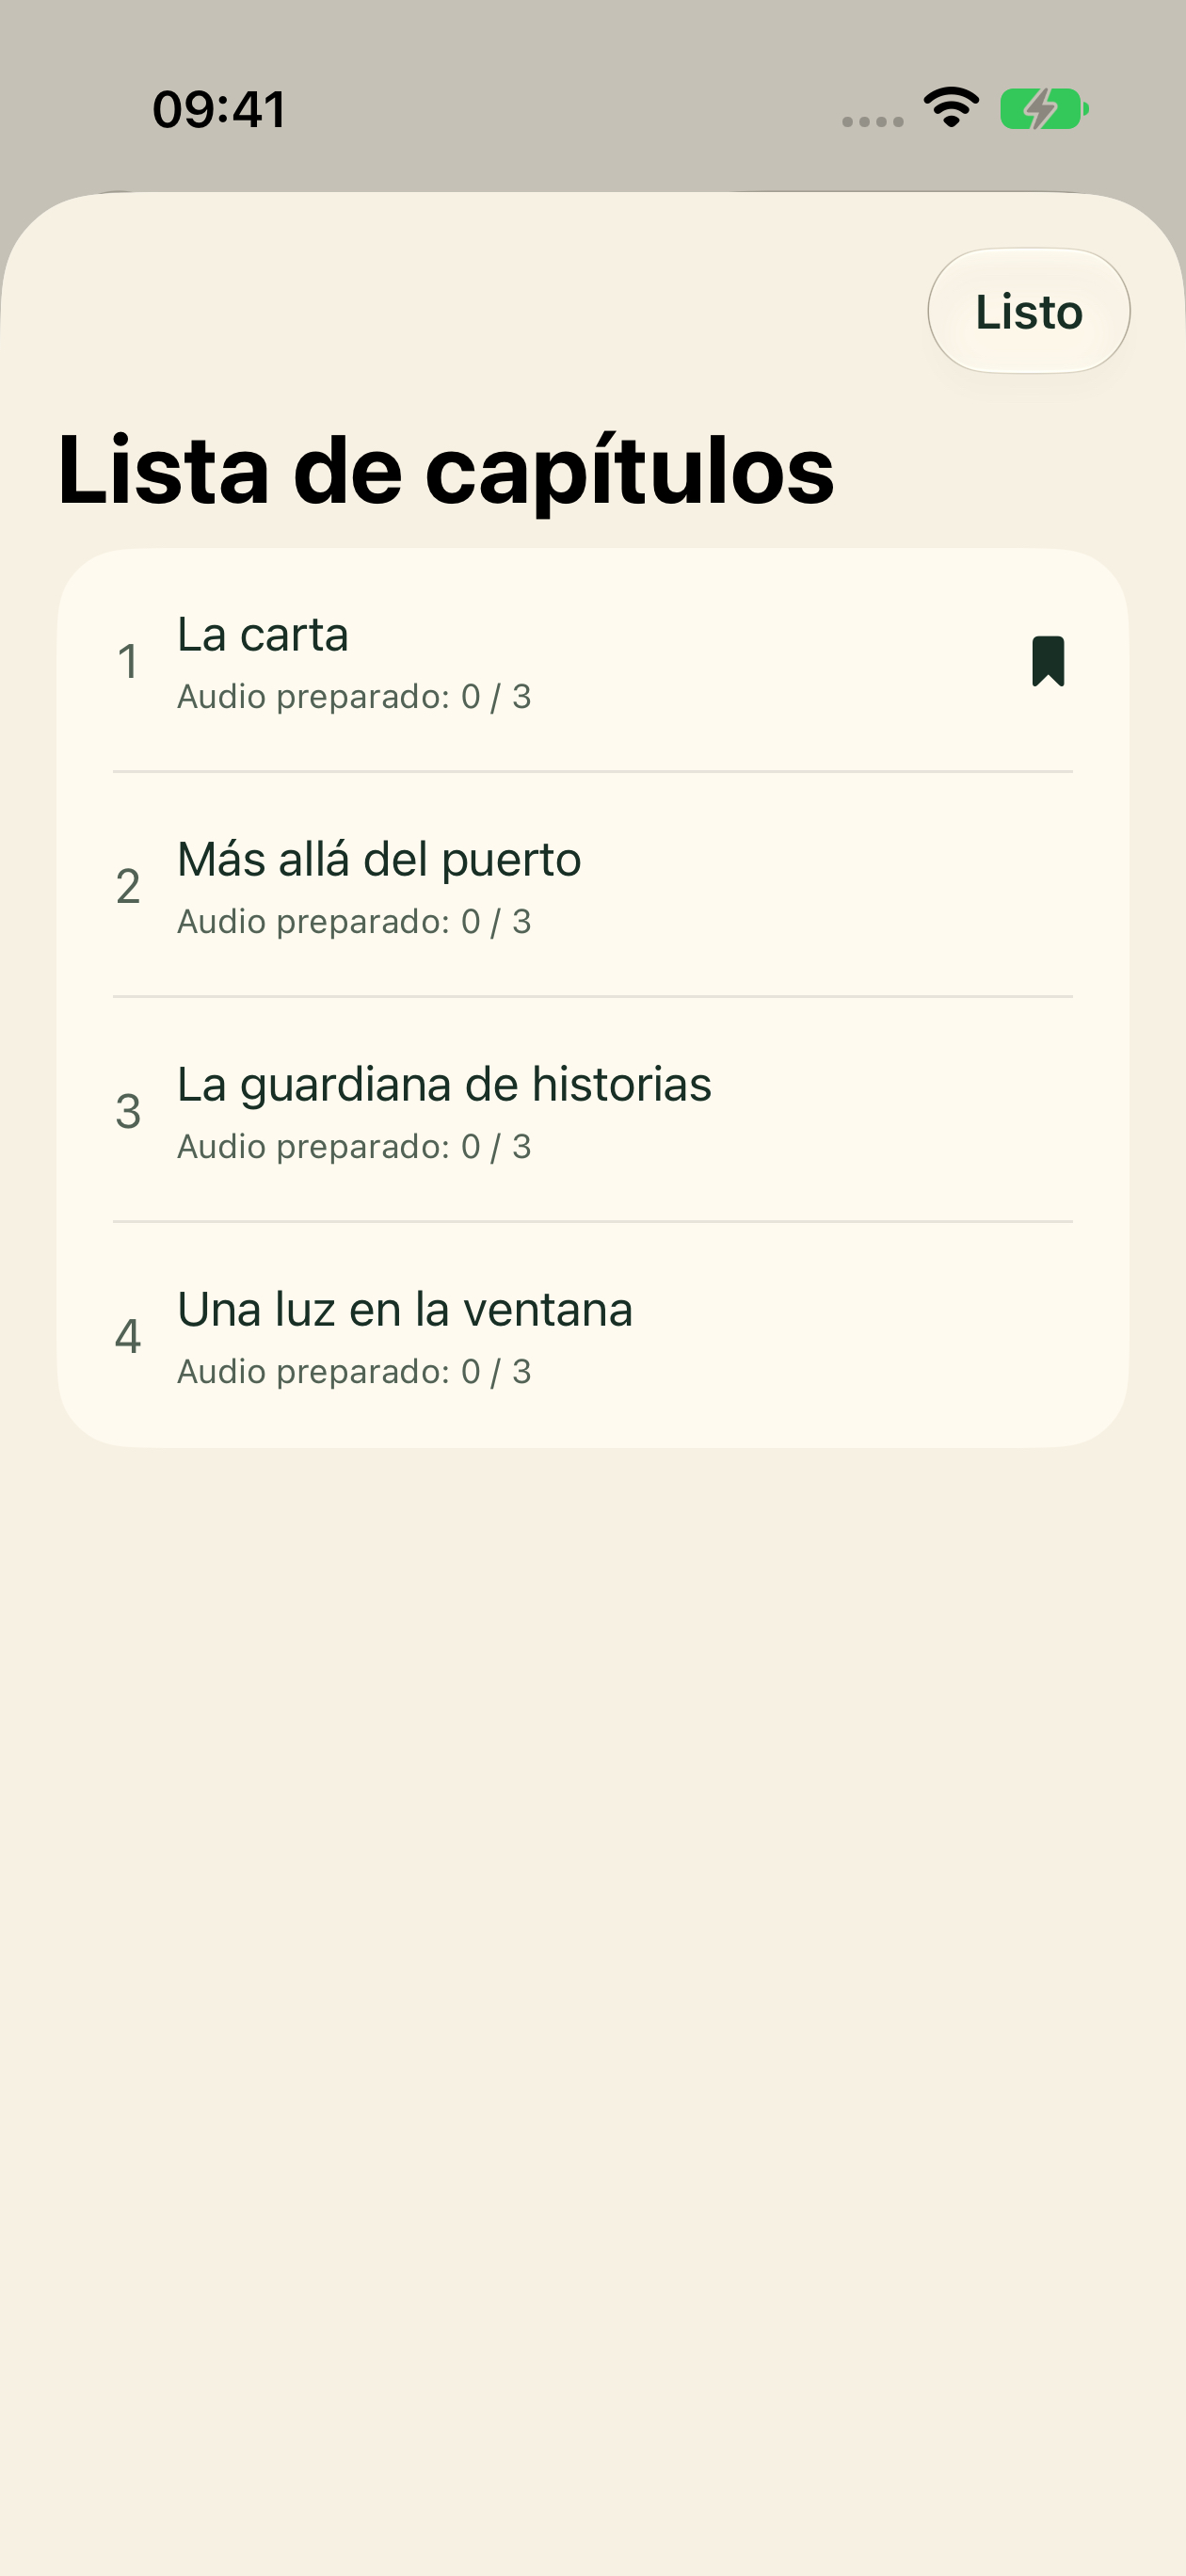 09:41
Listo
Lista de capítulos
1
La carta
Audio preparado: 0 / 3
2
Más allá del puerto
Audio preparado: 0 / 3
3
La guardiana de historias
Audio preparado: 0 / 3
4
Una luz en la ventana
Audio preparado: 0 / 3